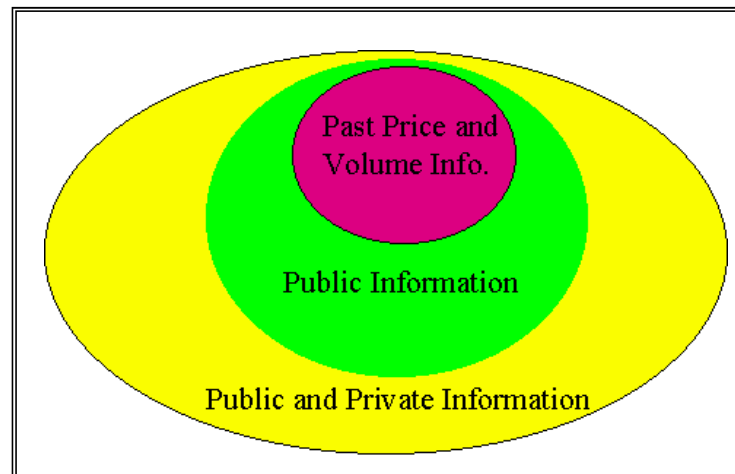 Past Price and
Volume Info.
Public Information
Public and Private Information